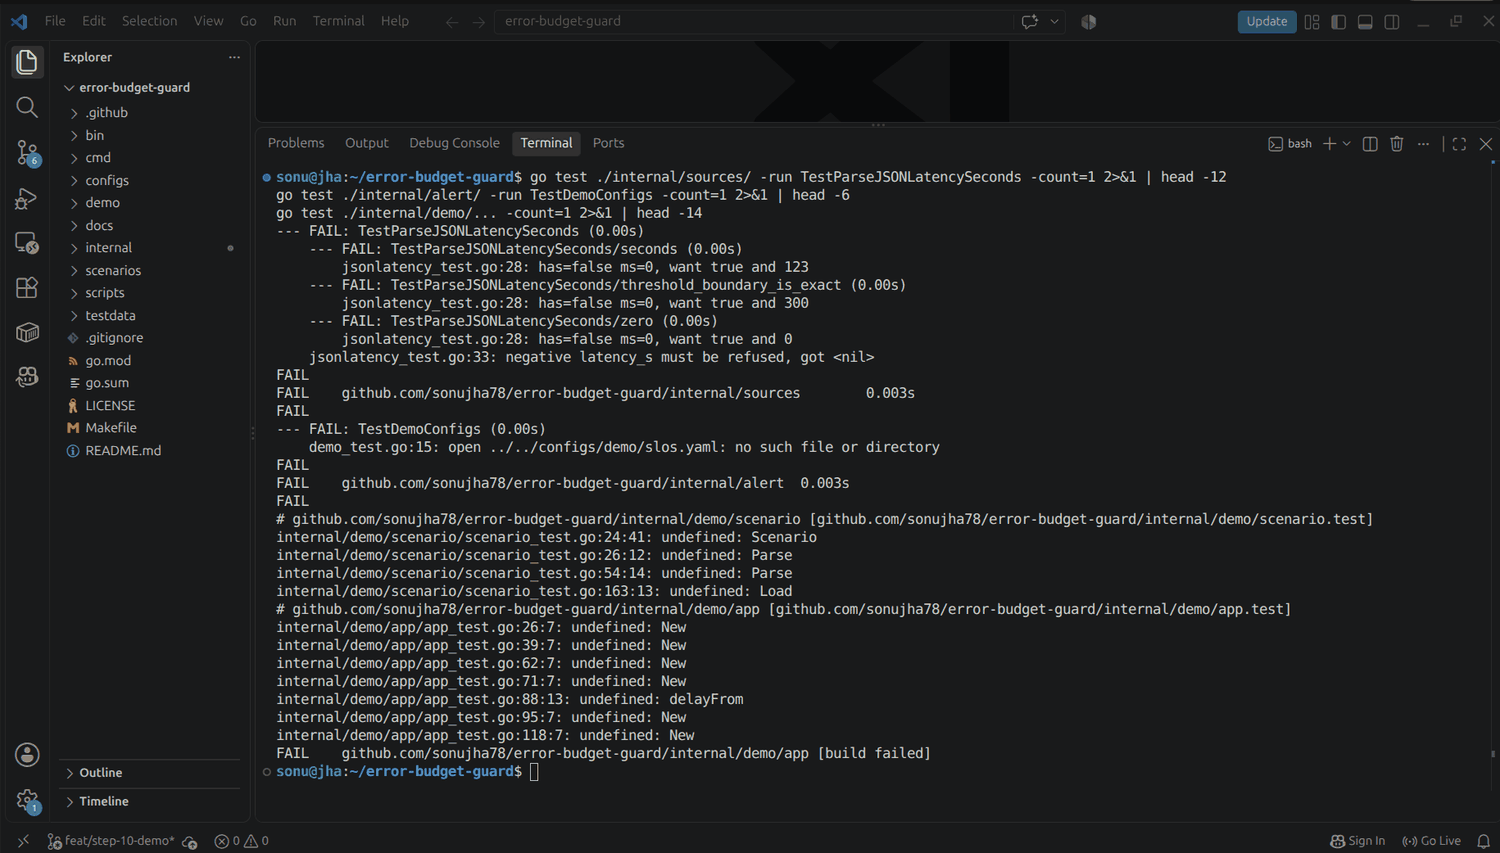 File Edit Selection View Go Run Terminal Help
error-budget-guard
Update
Explorer
error-budget-guard
.github
bin
cmd
configs
demo
docs
internal
scenarios
scripts
testdata
.gitignore
go.mod
go.sum
LICENSE
Makefile
README.md
Outline
Timeline
6
1
Problems Output Debug Console Terminal Ports
bash
sonu@jha:~/error-budget-guard$ go test ./internal/sources/ -run TestParseJSONLatencySeconds -count=1 2>&1 | head -12
go test ./internal/alert/ -run TestDemoConfigs -count=1 2>&1 | head -6
go test ./internal/demo/... -count=1 2>&1 | head -14
--- FAIL: TestParseJSONLatencySeconds (0.00s)
    --- FAIL: TestParseJSONLatencySeconds/seconds (0.00s)
        jsonlatency_test.go:28: has=false ms=0, want true and 123
    --- FAIL: TestParseJSONLatencySeconds/threshold_boundary_is_exact (0.00s)
        jsonlatency_test.go:28: has=false ms=0, want true and 300
    --- FAIL: TestParseJSONLatencySeconds/zero (0.00s)
        jsonlatency_test.go:28: has=false ms=0, want true and 0
    jsonlatency_test.go:33: negative latency_s must be refused, got <nil>
FAIL
FAIL    github.com/sonujha78/error-budget-guard/internal/sources        0.003s
FAIL
--- FAIL: TestDemoConfigs (0.00s)
    demo_test.go:15: open ../../configs/demo/slos.yaml: no such file or directory
FAIL
FAIL    github.com/sonujha78/error-budget-guard/internal/alert  0.003s
FAIL
# github.com/sonujha78/error-budget-guard/internal/demo/scenario [github.com/sonujha78/error-budget-guard/internal/demo/scenario.test]
internal/demo/scenario/scenario_test.go:24:41: undefined: Scenario
internal/demo/scenario/scenario_test.go:26:12: undefined: Parse
internal/demo/scenario/scenario_test.go:54:14: undefined: Parse
internal/demo/scenario/scenario_test.go:163:13: undefined: Load
# github.com/sonujha78/error-budget-guard/internal/demo/app [github.com/sonujha78/error-budget-guard/internal/demo/app.test]
internal/demo/app/app_test.go:26:7: undefined: New
internal/demo/app/app_test.go:39:7: undefined: New
internal/demo/app/app_test.go:62:7: undefined: New
internal/demo/app/app_test.go:71:7: undefined: New
internal/demo/app/app_test.go:88:13: undefined: delayFrom
internal/demo/app/app_test.go:95:7: undefined: New
internal/demo/app/app_test.go:118:7: undefined: New
FAIL    github.com/sonujha78/error-budget-guard/internal/demo/app [build failed]
sonu@jha:~/error-budget-guard$
feat/step-10-demo* 0 0
Sign In Go Live